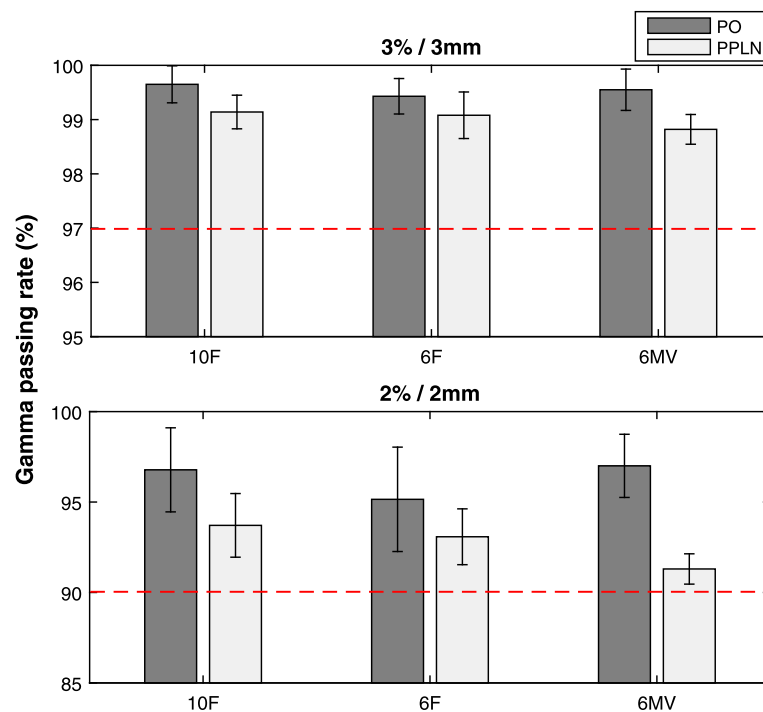 PO
PPLN
3% / 3mm
100
99
98
97
96
95
10F
6F
6MV
Gamma passing rate (%)
2% / 2mm
100
95
90
85
10F
6F
6MV